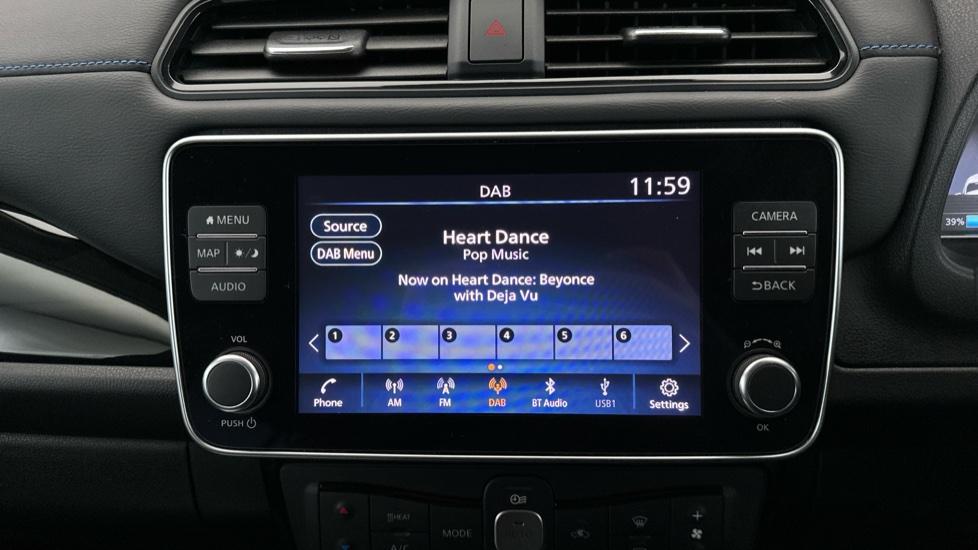 DAB 11:59
Source
DAB Menu
Heart Dance
Pop Music
Now on Heart Dance: Beyonce
with Deja Vu
1 2 3 4 5 6
Phone AM FM DAB BT Audio USB1 Settings
MENU
MAP
AUDIO
VOL
PUSH
CAMERA
BACK
OK
39%
HEAT
MODE
A/C